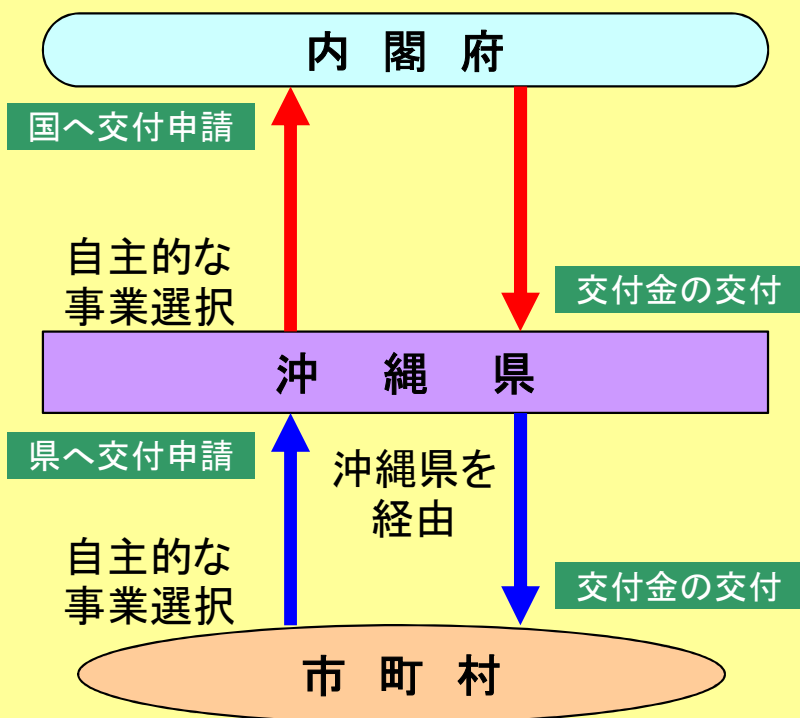 内 閣 府
国へ交付申請
自主的な
事業選択
交付金の交付
沖 縄 県
県へ交付申請
沖縄県を
経由
自主的な
事業選択
交付金の交付
市 町 村